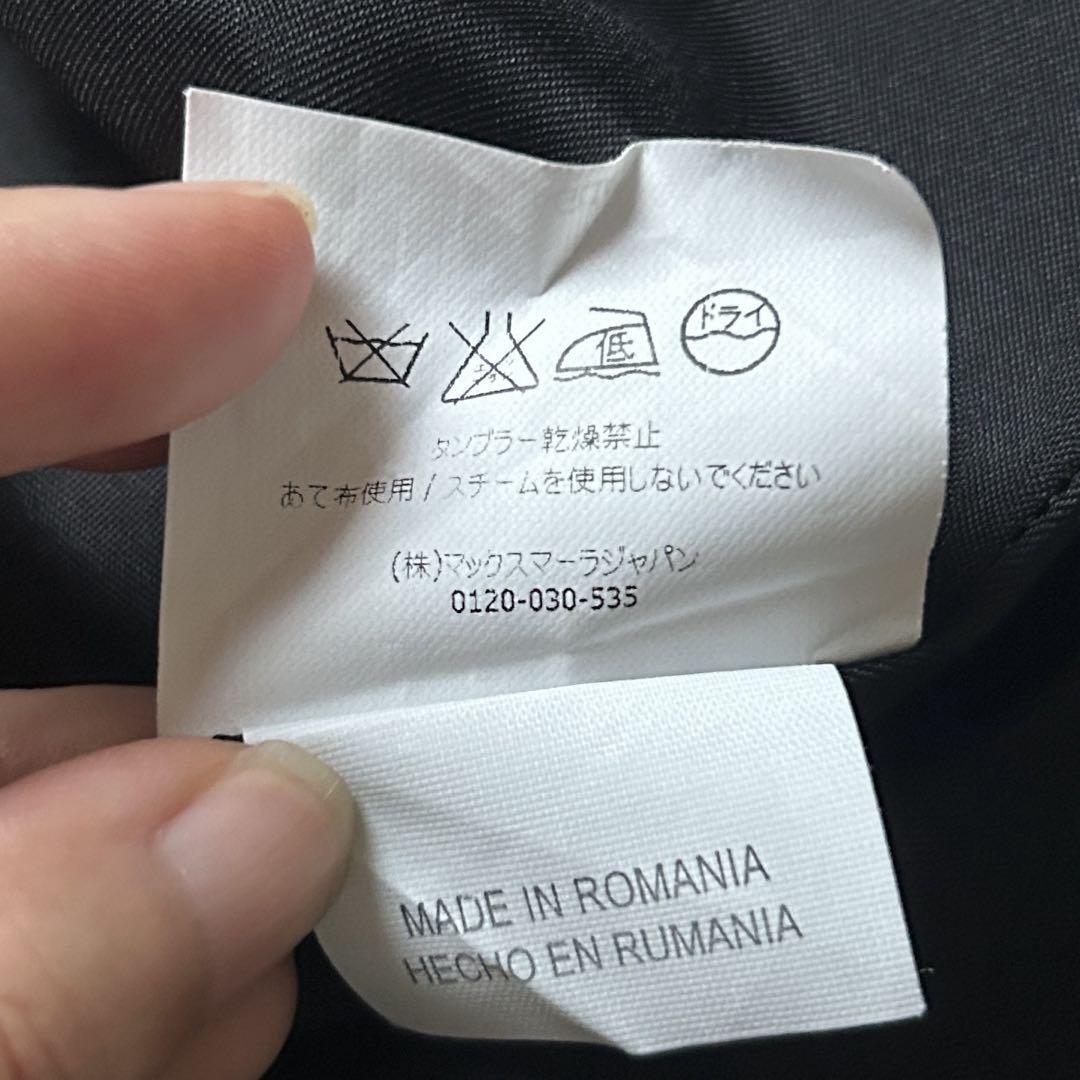 低 ドライ
タンブラー乾燥禁止
あて布使用 / スチームを使用しないでください
(株)マックスマーラジャパン
0120-030-535
MADE IN ROMANIA
HECHO EN RUMANIA